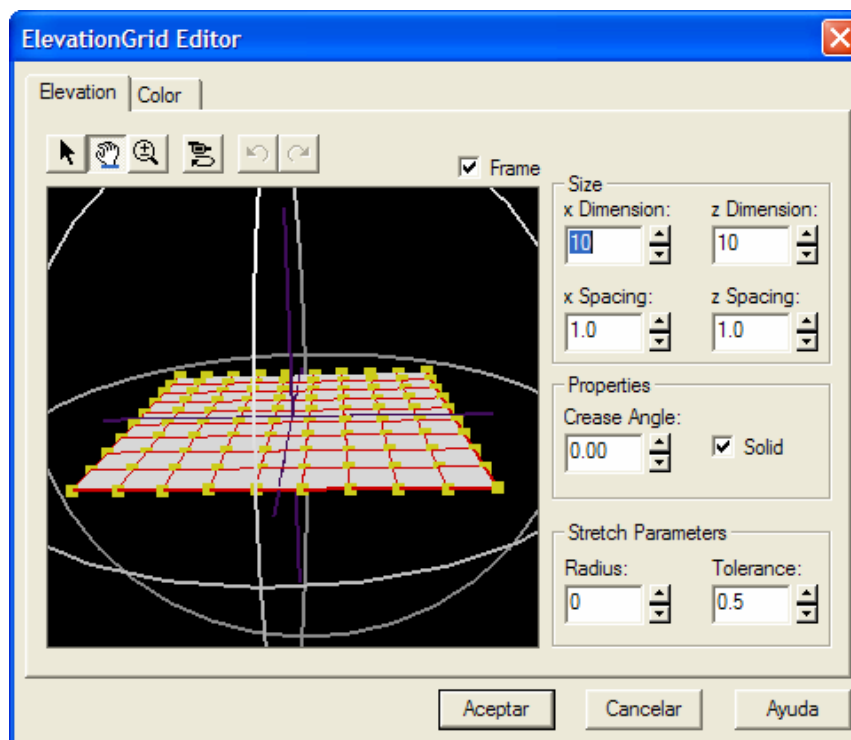 ElevationGrid Editor
Elevation
Color
Frame
Size
x Dimension: z Dimension:
10 10
x Spacing: z Spacing:
1.0 1.0
Properties
Crease Angle:
0.00 Solid
Stretch Parameters
Radius: Tolerance:
0 0.5
Aceptar Cancelar Ayuda